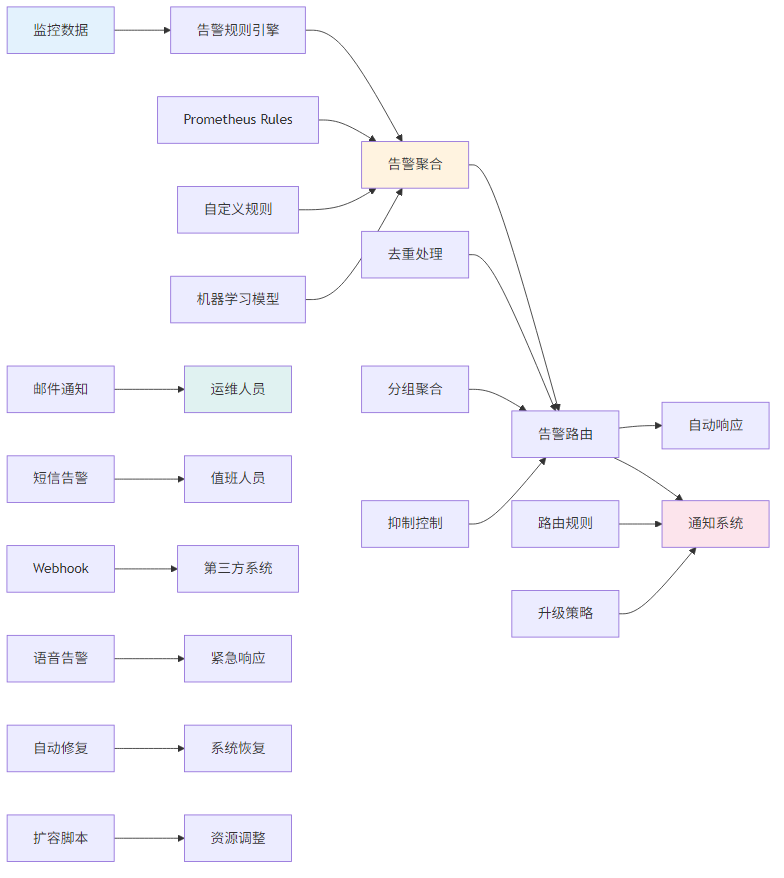 监控数据
告警规则引擎
Prometheus Rules
告警聚合
自定义规则
去重处理
机器学习模型
邮件通知
运维人员
分组聚合
告警路由
自动响应
短信告警
值班人员
抑制控制
路由规则
通知系统
Webhook
第三方系统
升级策略
语音告警
紧急响应
自动修复
系统恢复
扩容脚本
资源调整